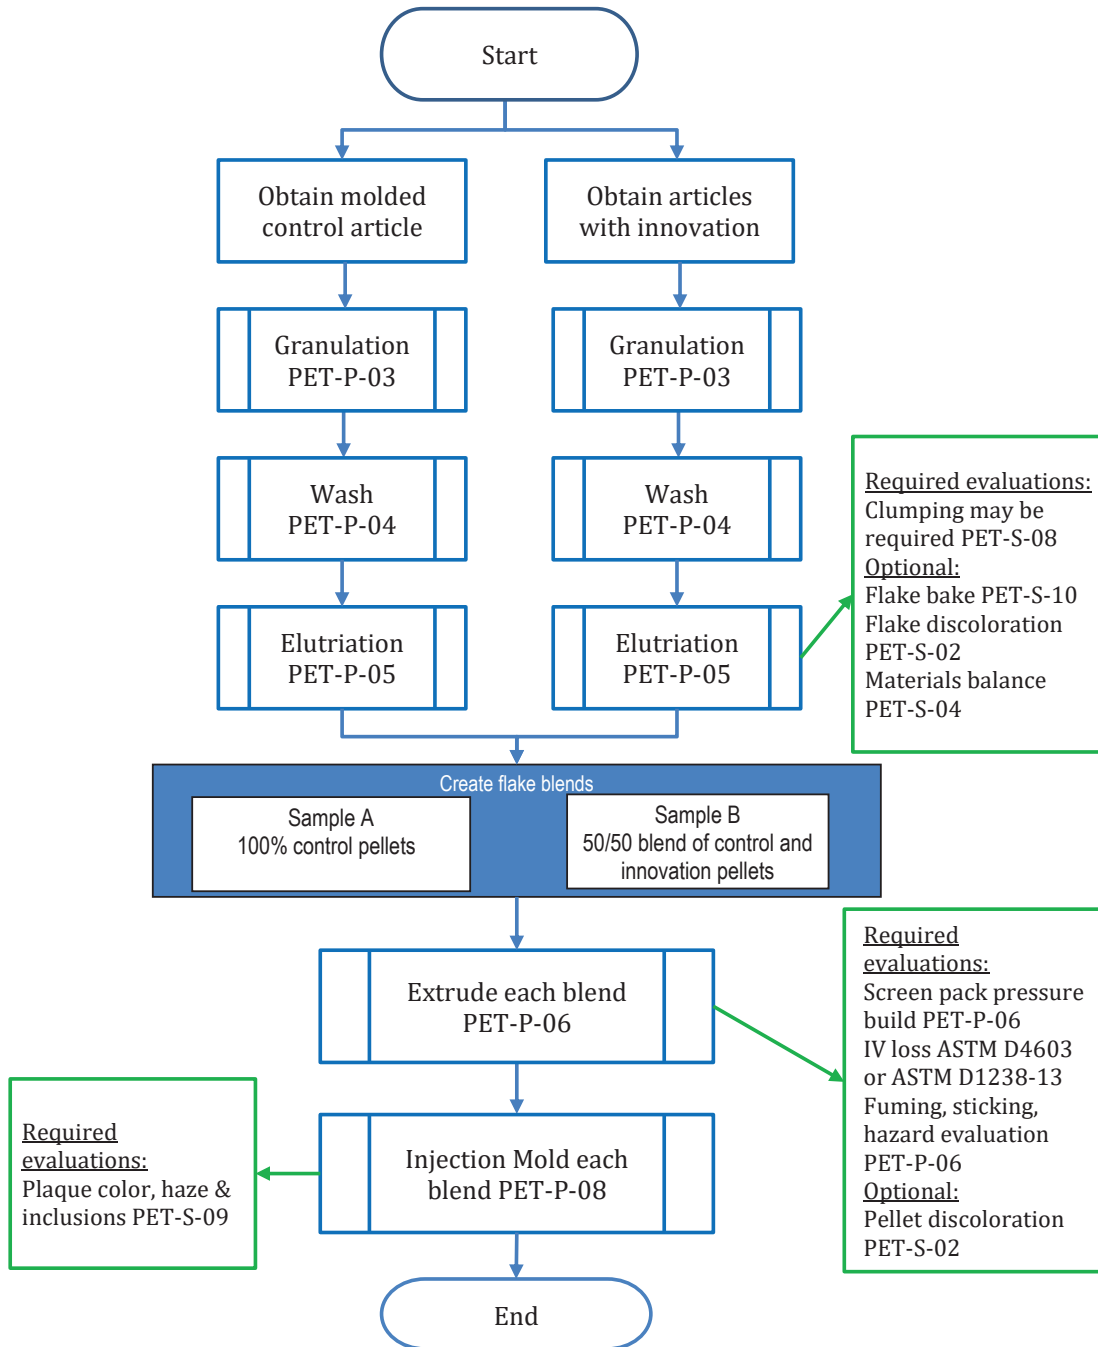 Start
Obtain molded
control article
Obtain articles
with innovation
Granulation
PET-P-03
Granulation
PET-P-03
Wash
PET-P-04
Wash
PET-P-04
Elutriation
PET-P-05
Elutriation
PET-P-05
Required evaluations:
Clumping may be
required PET-S-08
Optional:
Flake bake PET-S-10
Flake discoloration
PET-S-02
Materials balance
PET-S-04
Create flake blends
Sample A
100% control pellets
Sample B
50/50 blend of control and
innovation pellets
Extrude each blend
PET-P-06
Required
evaluations:
Screen pack pressure
build PET-P-06
IV loss ASTM D4603
or ASTM D1238-13
Fuming, sticking,
hazard evaluation
PET-P-06
Optional:
Pellet discoloration
PET-S-02
Injection Mold each
blend PET-P-08
Required
evaluations:
Plaque color, haze &
inclusions PET-S-09
End